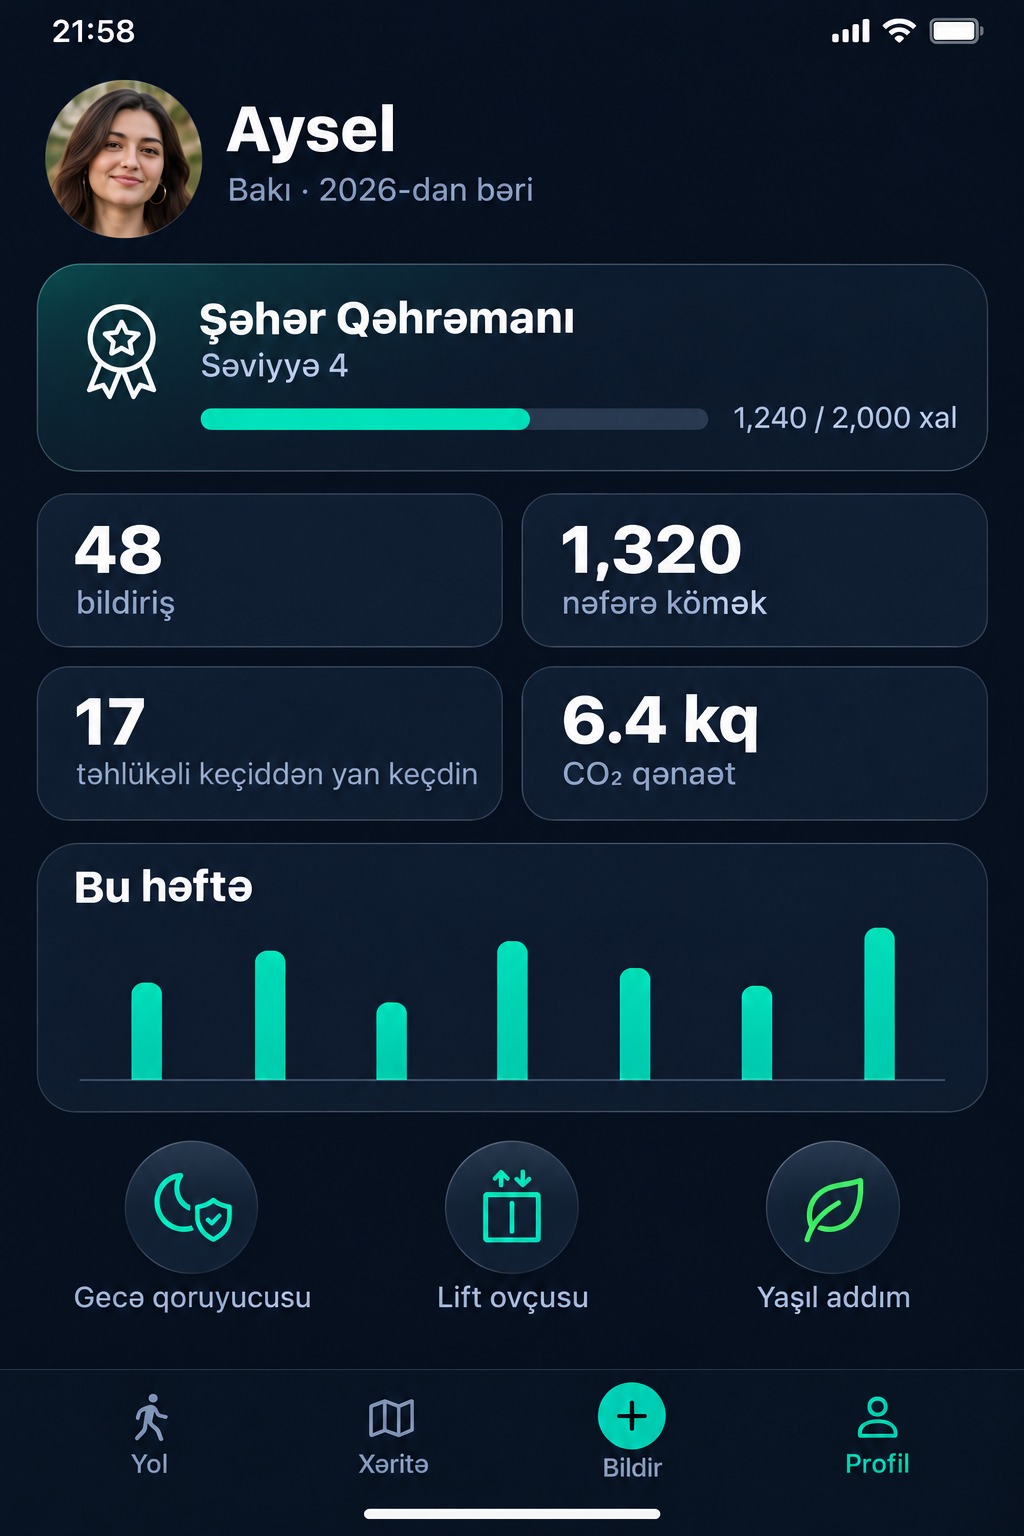 21:58
Aysel
Bakı · 2026-dan bəri
Şəhər Qəhrəmanı
Səviyyə 4
1,240 / 2,000 xal
48
bildiriş
1,320
nəfərə kömək
17
təhlükəli keçiddən yan keçdin
6.4 kq
CO₂ qənaət
Bu həftə
Gecə qoruyucusu
Lift ovçusu
Yaşıl addım
Yol
Xəritə
Bildir
Profil